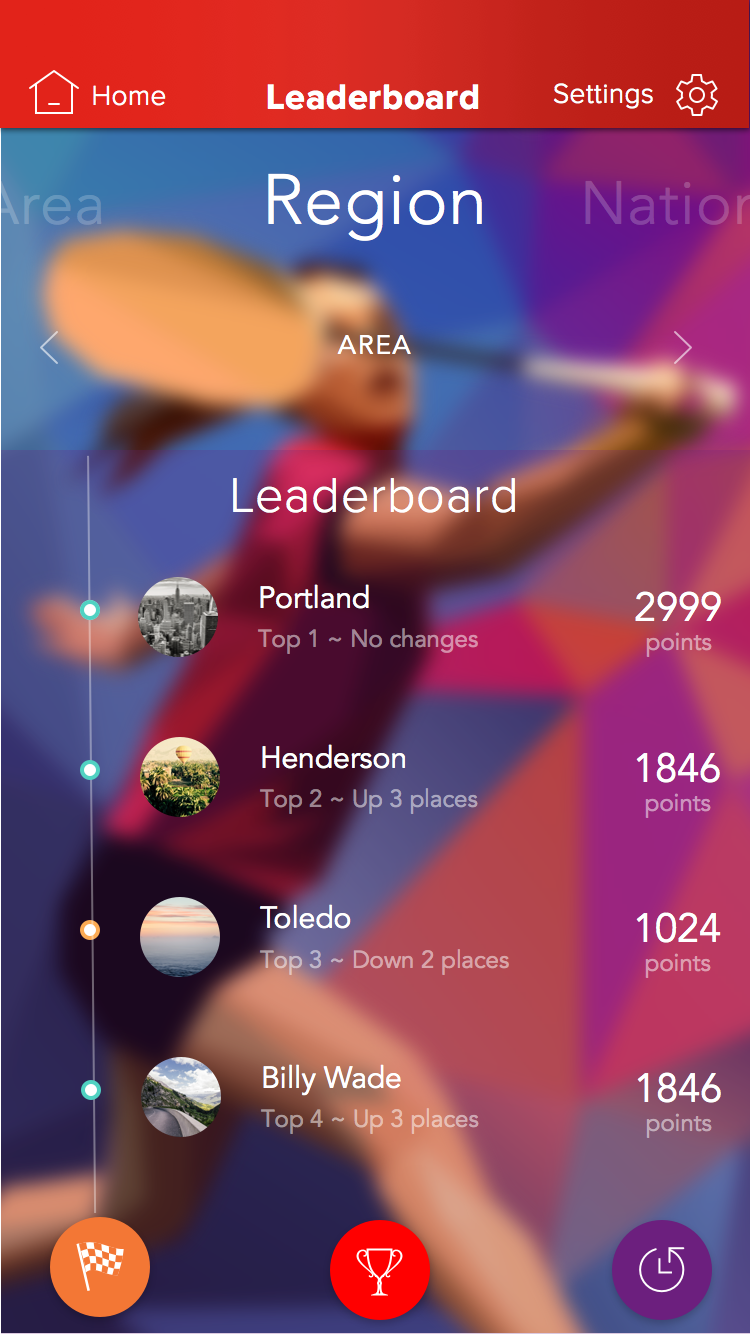 Home Leaderboard Settings
Area Region Nation
AREA
Leaderboard
Portland 2999
Top 1 ~ No changes points
Henderson 1846
Top 2 ~ Up 3 places points
Toledo 1024
Top 3 ~ Down 2 places points
Billy Wade 1846
Top 4 ~ Up 3 places points